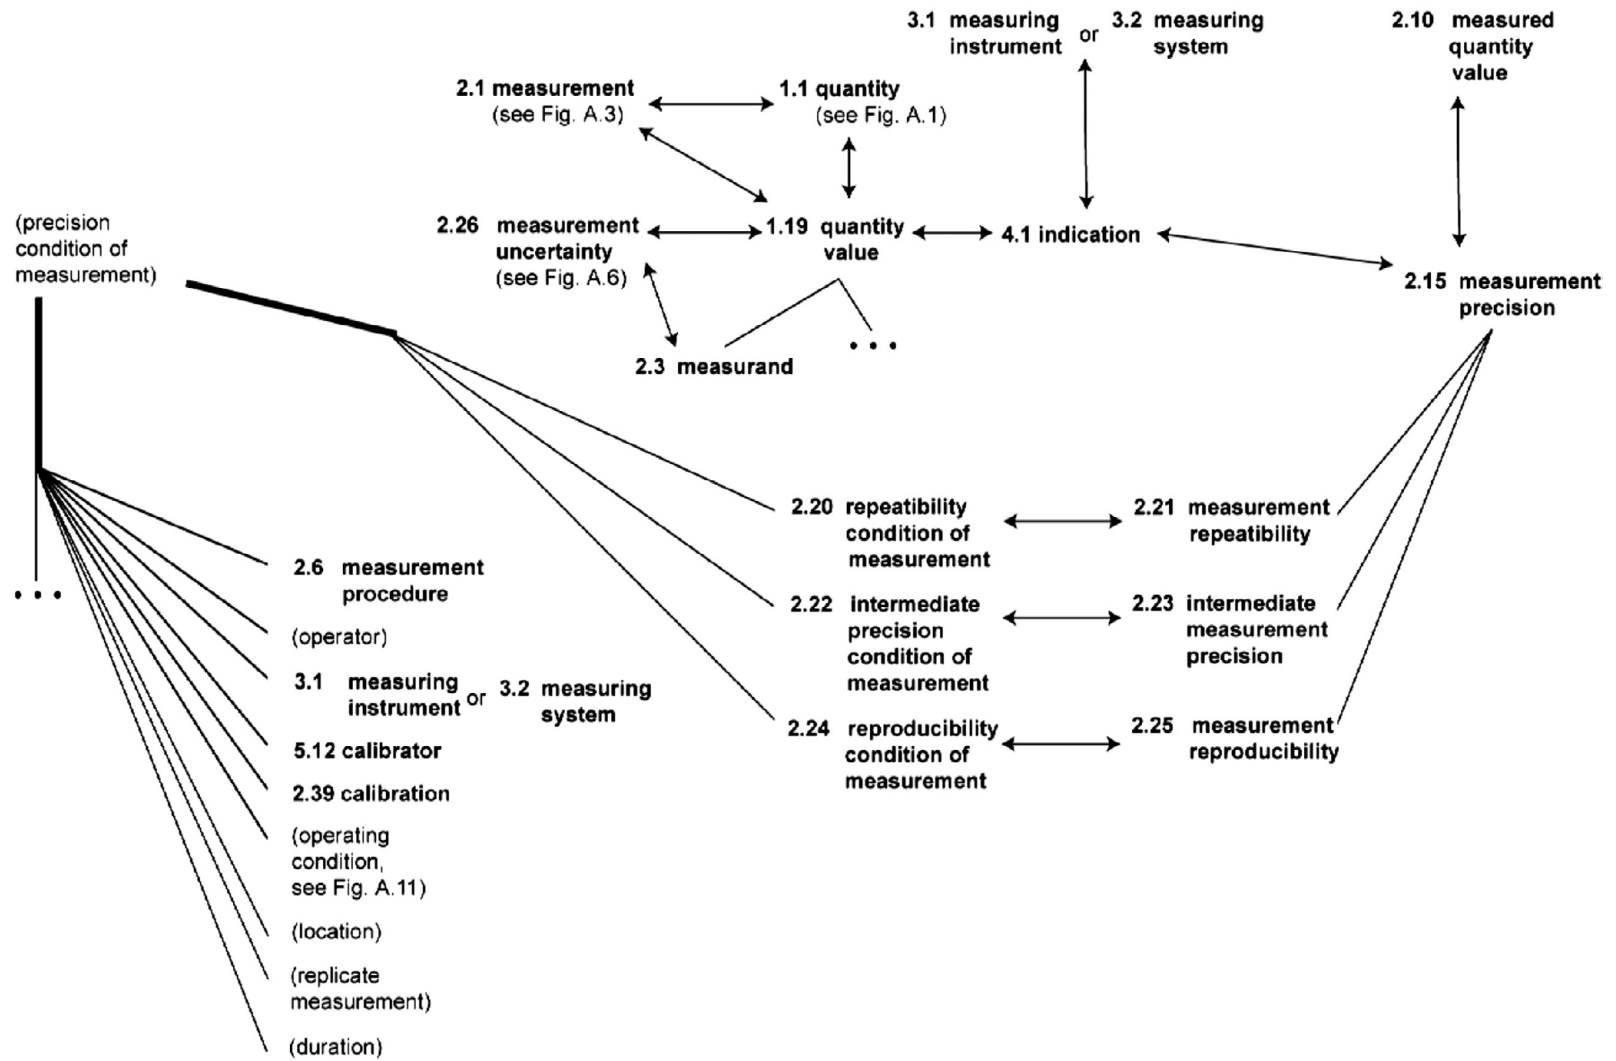 3.1 measuring
instrument
or
3.2 measuring
system
2.10 measured
quantity
value
2.1 measurement
(see Fig. A.3)
1.1 quantity
(see Fig. A.1)
(precision
condition of
measurement)
2.26 measurement
uncertainty
(see Fig. A.6)
1.19 quantity
value
4.1 indication
2.15 measurement
precision
2.3 measurand
• • •
2.20 repeatibility
condition of
measurement
2.21 measurement
repeatibility
2.22 intermediate
precision
condition of
measurement
2.23 intermediate
measurement
precision
2.24 reproducibility
condition of
measurement
2.25 measurement
reproducibility
• • •
2.6 measurement
procedure
(operator)
3.1 measuring
instrument
or
3.2 measuring
system
5.12 calibrator
2.39 calibration
(operating
condition,
see Fig. A.11)
(location)
(replicate
measurement)
(duration)